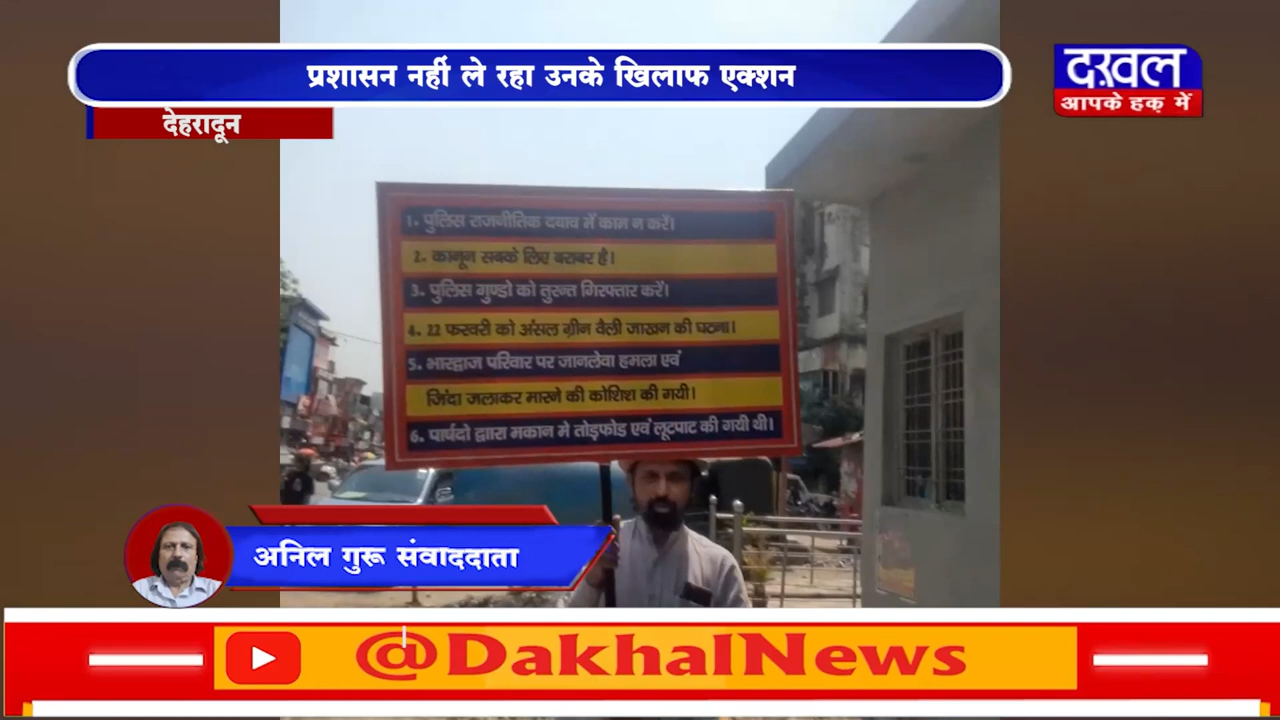 प्रशासन नहीं ले रहा उनके खिलाफ एक्शन
दख़ल
आपके हक़ में
देहरादून
1. पुलिस राजनीतिक दवाव में काम न करें।
2. कानून सबके लिए बराबर है।
3. पुलिस गुण्डो को तुरन्त गिरफ्तार करें।
4. 22 फरवरी को अंसल ग्रीन वैली जाखन की घटना।
5. भारद्वाज परिवार पर जानलेवा हमला एवं
जिंदा जलाकर मारने की कोशिश की गयी।
6. पार्षदो द्वारा मकान मे तोड़फोड एवं लूटपाट की गयी थी।
अनिल गुरू संवाददाता
@DakhalNews